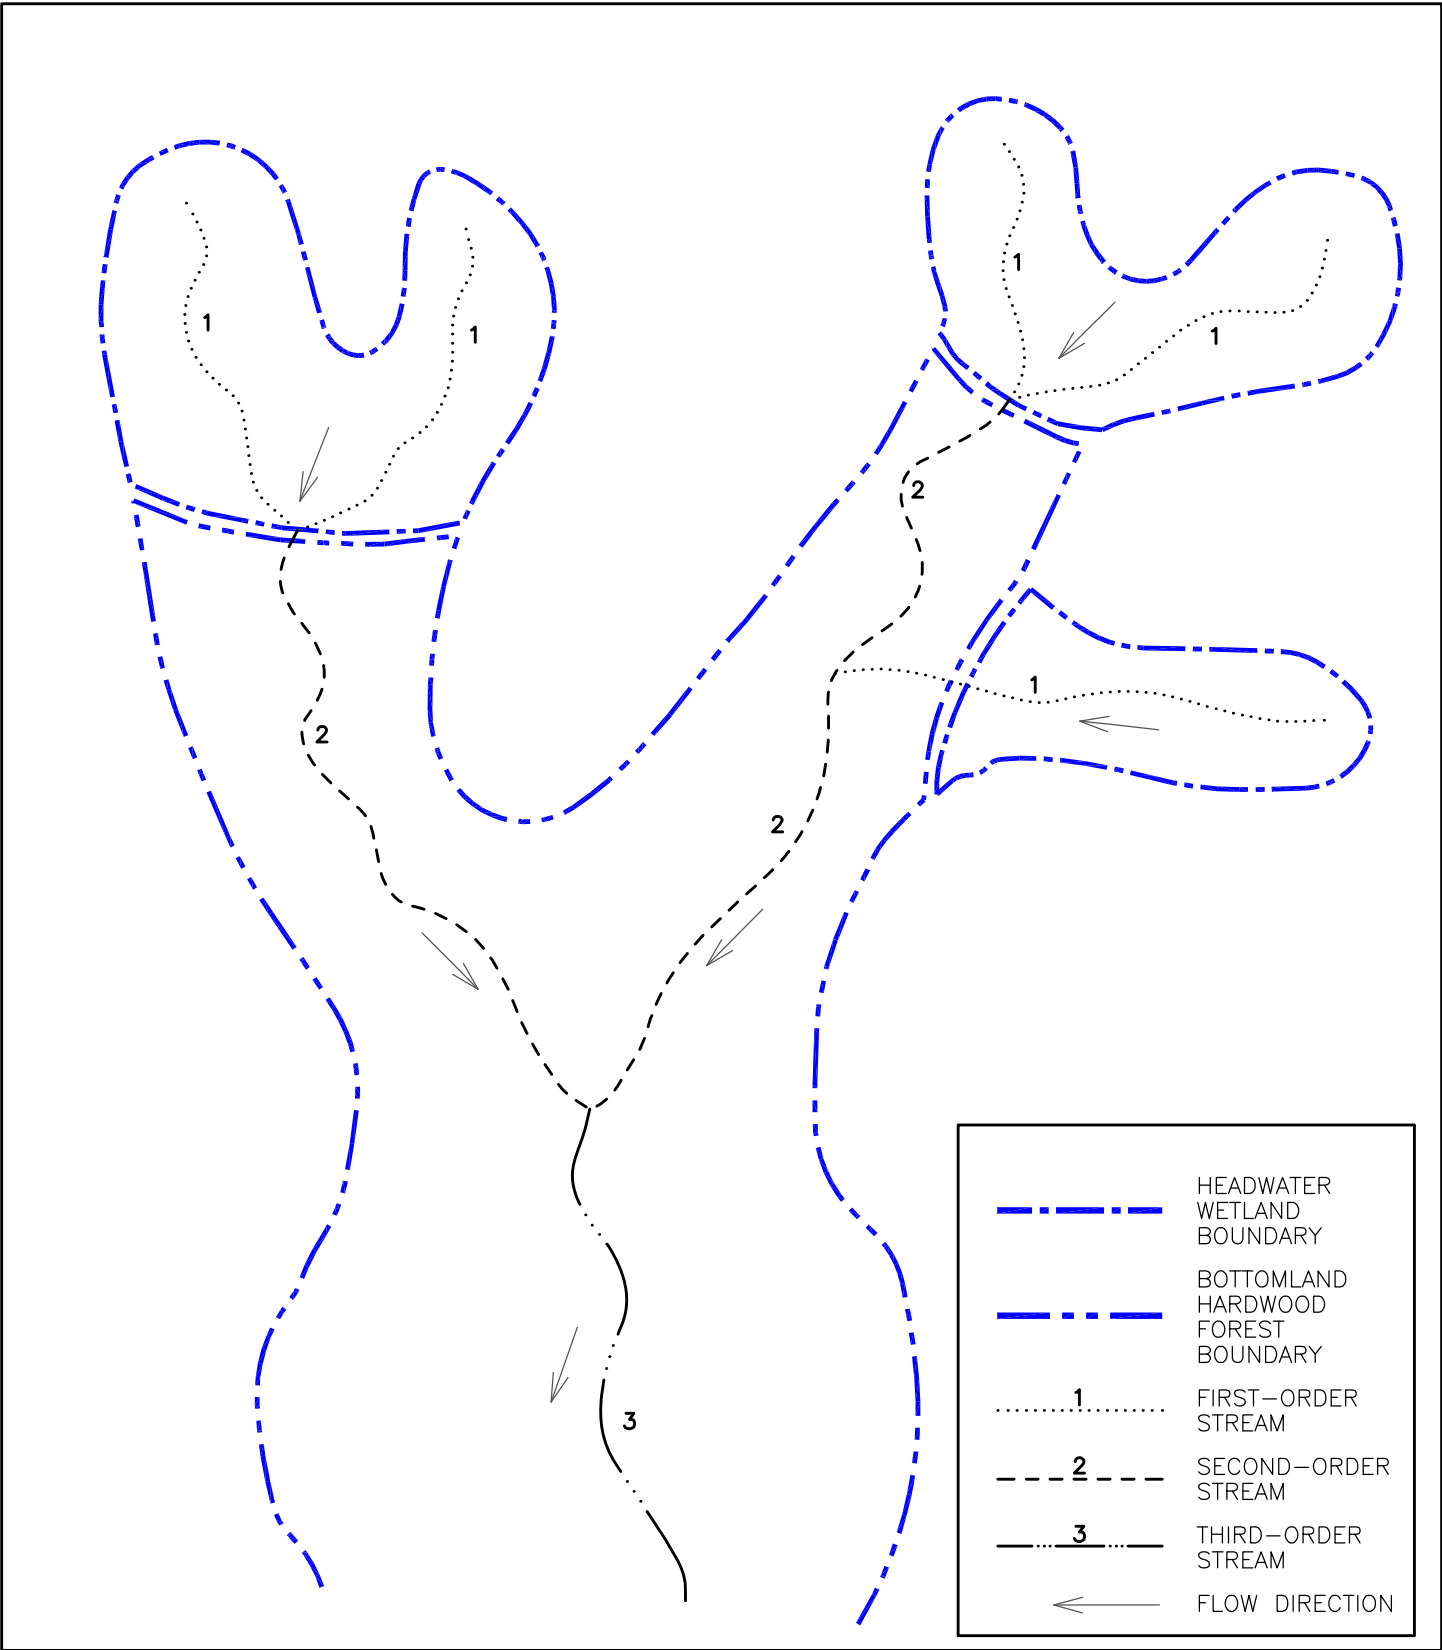 1
1
1
1
2
1
2
2
3
HEADWATER
WETLAND
BOUNDARY
BOTTOMLAND
HARDWOOD
FOREST
BOUNDARY
1
FIRST-ORDER
STREAM
2
SECOND-ORDER
STREAM
3
THIRD-ORDER
STREAM
FLOW DIRECTION